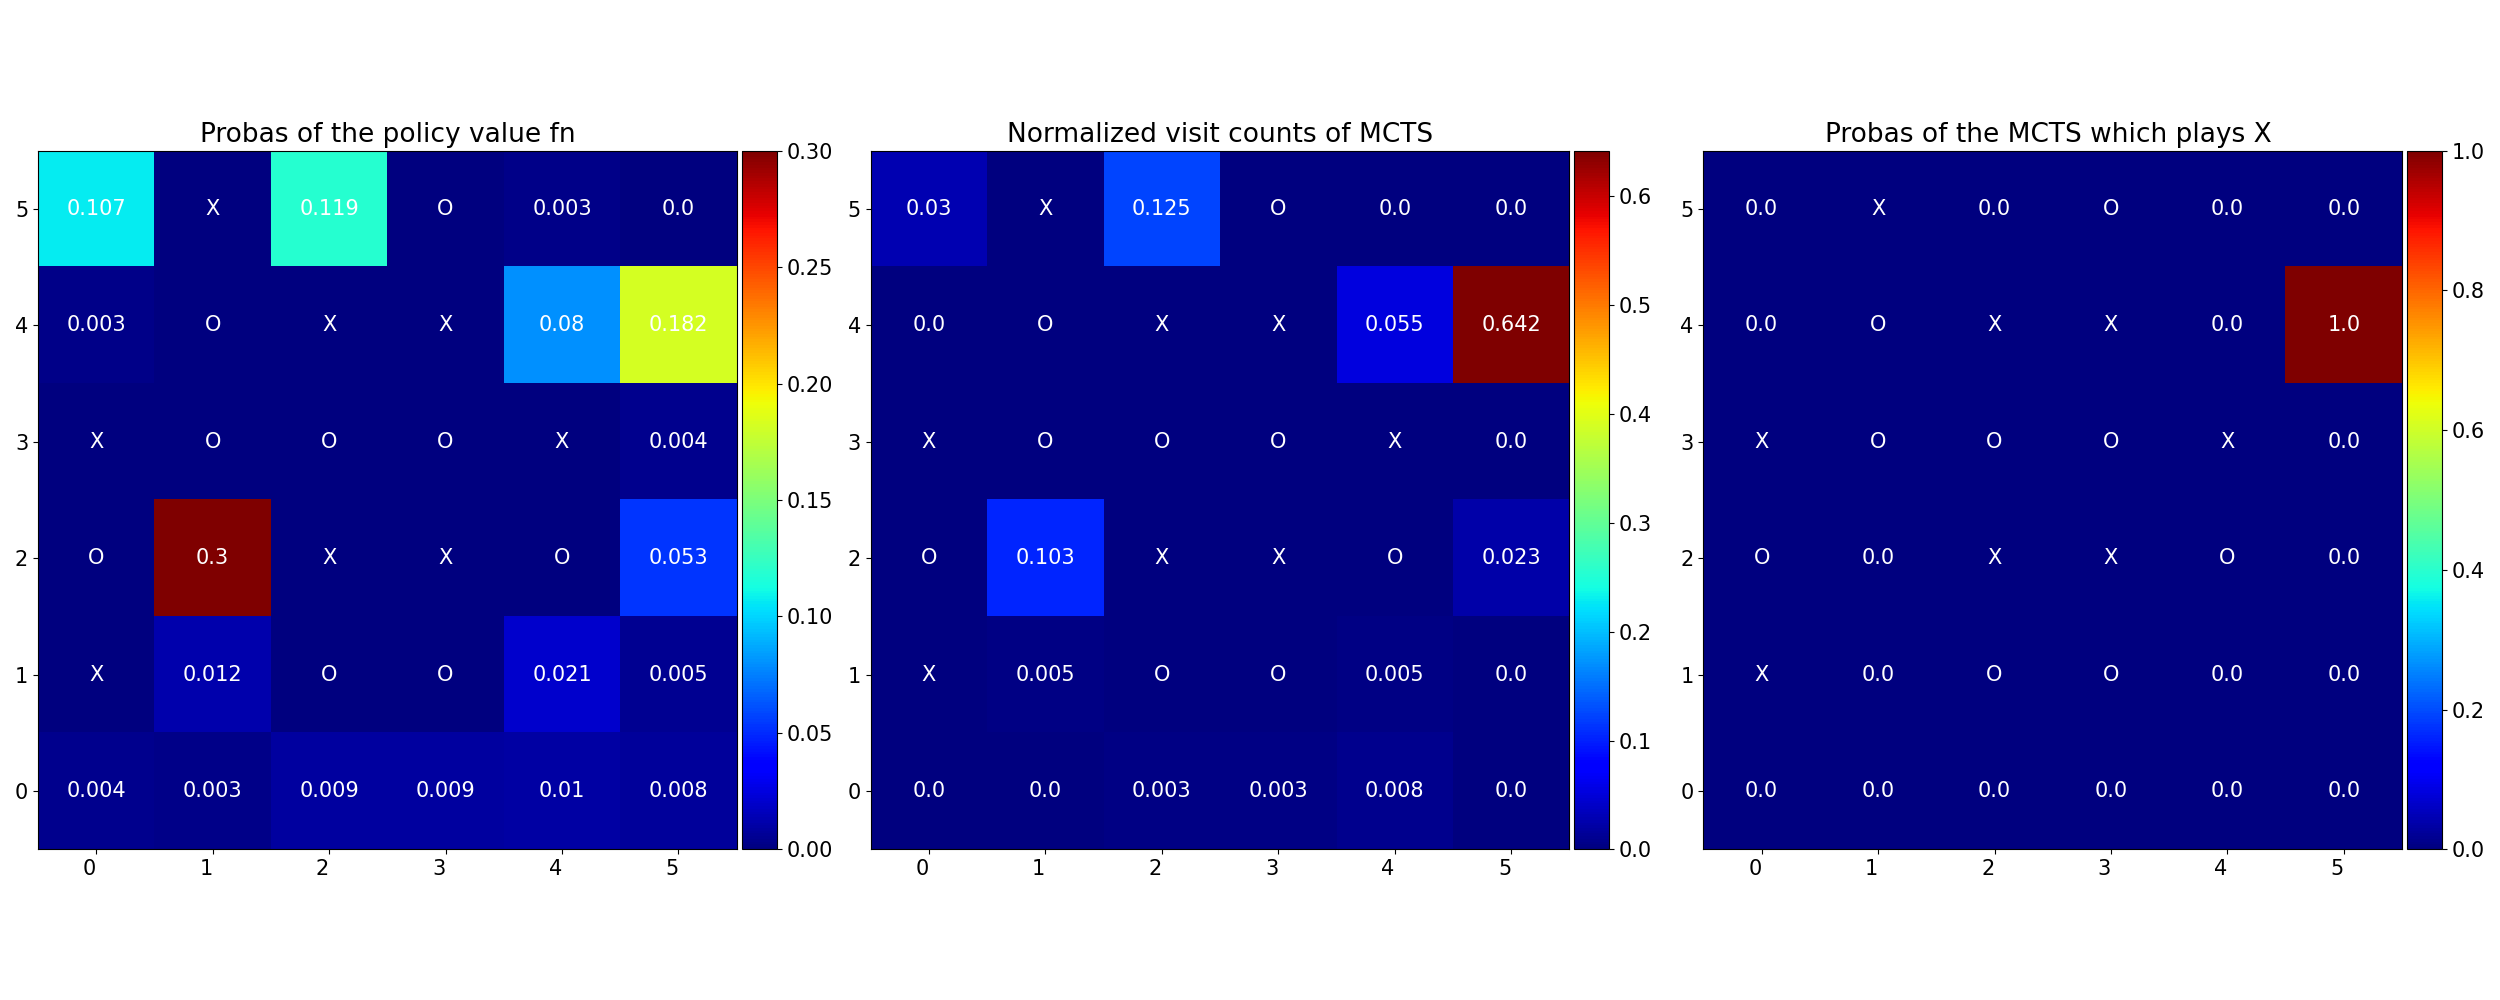 Probas of the policy value fn
5 0.107 X 0.119 O 0.003 0.0
4 0.003 O X X 0.08 0.182
3 X O O O X 0.004
2 O 0.3 X X O 0.053
1 X 0.012 O O 0.021 0.005
0 0.004 0.003 0.009 0.009 0.01 0.008
0 1 2 3 4 5
0.30
0.25
0.20
0.15
0.10
0.05
0.00
Normalized visit counts of MCTS
5 0.03 X 0.125 O 0.0 0.0
4 0.0 O X X 0.055 0.642
3 X O O O X 0.0
2 O 0.103 X X O 0.023
1 X 0.005 O O 0.005 0.0
0 0.0 0.0 0.003 0.003 0.008 0.0
0 1 2 3 4 5
0.6
0.5
0.4
0.3
0.2
0.1
0.0
Probas of the MCTS which plays X
5 0.0 X 0.0 O 0.0 0.0
4 0.0 O X X 0.0 1.0
3 X O O O X 0.0
2 O 0.0 X X O 0.0
1 X 0.0 O O 0.0 0.0
0 0.0 0.0 0.0 0.0 0.0 0.0
0 1 2 3 4 5
1.0
0.8
0.6
0.4
0.2
0.0